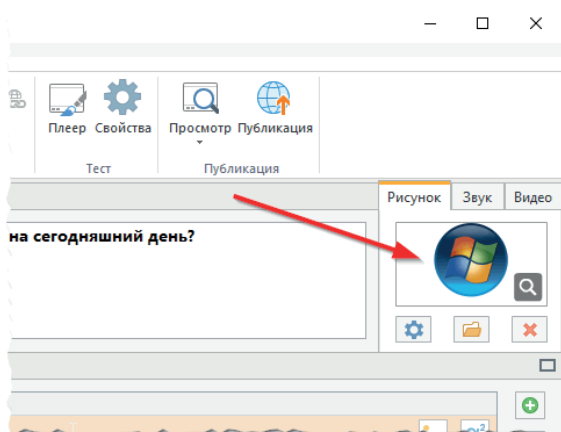 Плеер Свойства Просмотр Публикация
Тест Публикация
Рисунок Звук Видео
на сегодняшний день?